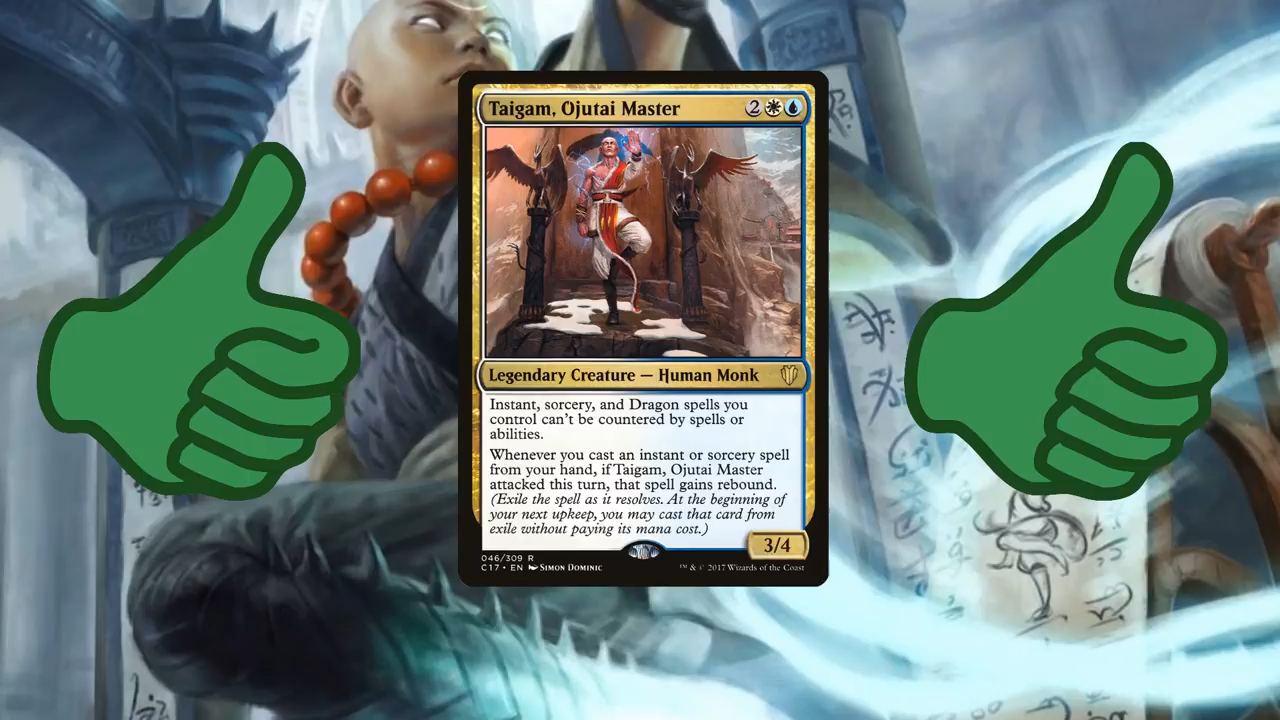 Taigam, Ojutai Master 2
Legendary Creature — Human Monk
Instant, sorcery, and Dragon spells you
control can't be countered by spells or
abilities.
Whenever you cast an instant or sorcery spell
from your hand, if Taigam, Ojutai Master
attacked this turn, that spell gains rebound.
(Exile the spell as it resolves. At the beginning of
your next upkeep, you may cast that card from
exile without paying its mana cost.)
3/4
046/309 R
C17 • EN Simon Dominic
™ & © 2017 Wizards of the Coast